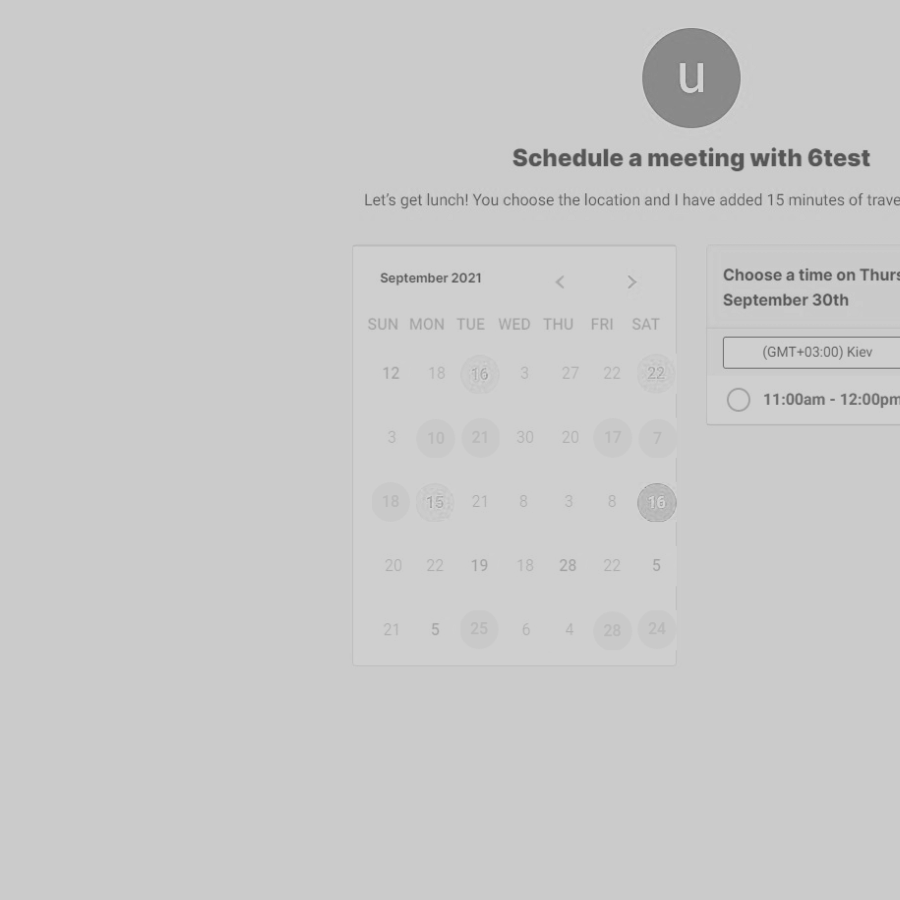 u
Schedule a meeting with 6test
Let's get lunch! You choose the location and I have added 15 minutes of trave
September 2021
SUN MON TUE WED THU FRI SAT
12 18 16 3 27 22 22
3 10 21 30 20 17 7
18 15 21 8 3 8 16
20 22 19 18 28 22 5
21 5 25 6 4 28 24
Choose a time on Thurs
September 30th
(GMT+03:00) Kiev
11:00am - 12:00pm